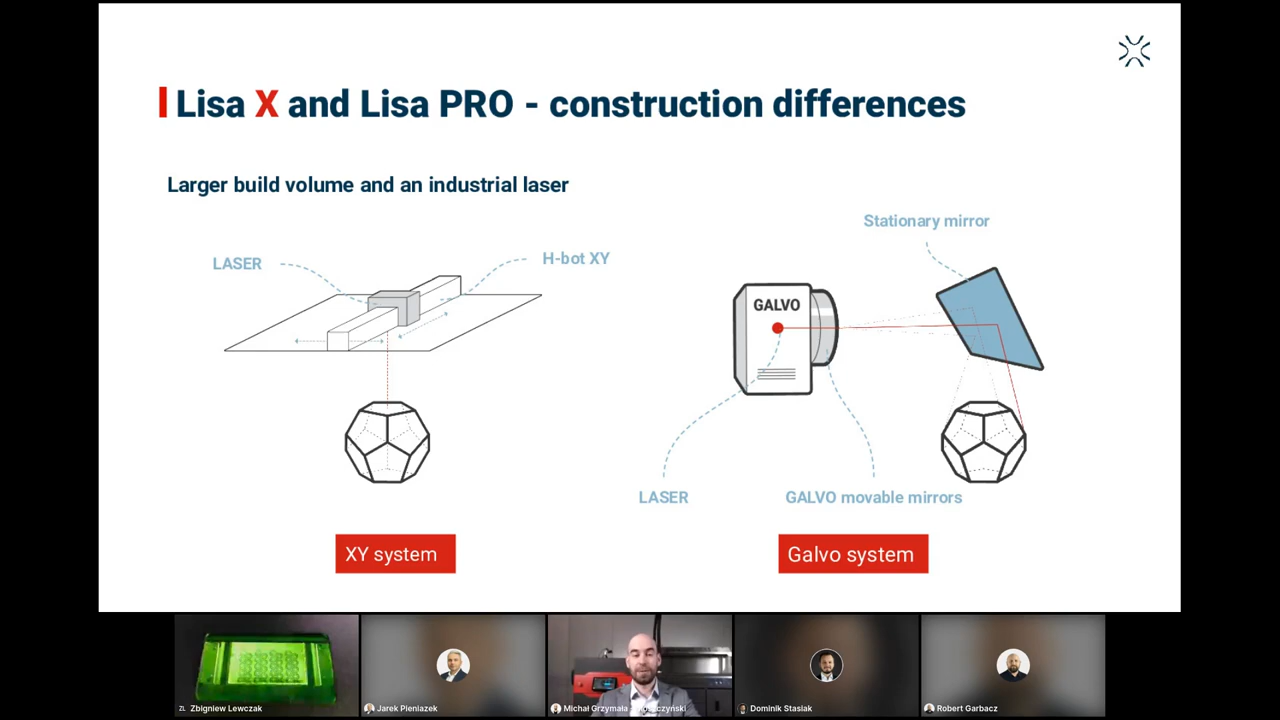 Lisa X and Lisa PRO - construction differences
Larger build volume and an industrial laser
Stationary mirror
LASER
H-bot XY
GALVO
LASER
GALVO movable mirrors
XY system
Galvo system
ZL Zbigniew Lewczak
Jarek Pieniazek
Michał Grzymała
Dominik Stasiak
Robert Garbacz